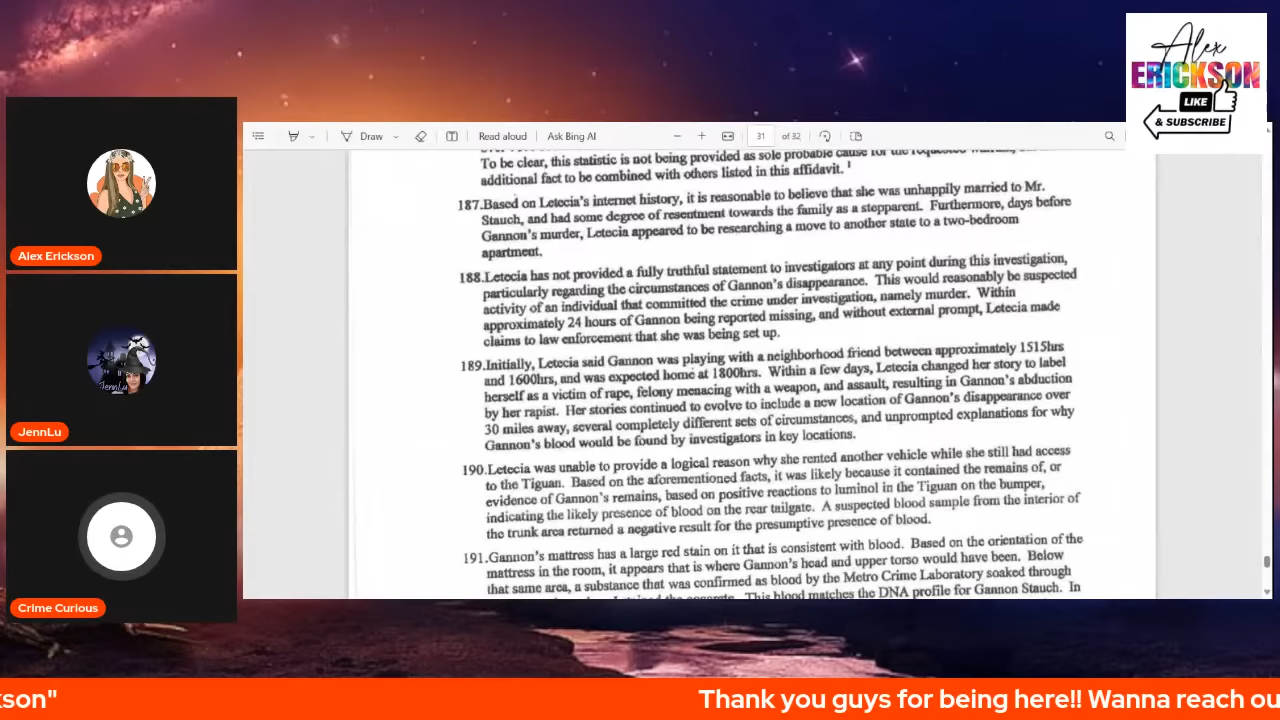 Alex
ERICKSON
LIKE
& SUBSCRIBE
Draw
Read aloud
Ask Bing AI
31
of 32
To be clear, this statistic is not being provided as sole probable cause for the requested
additional fact to be combined with others listed in this affidavit. 1
187.Based on Letecia's internet history, it is reasonable to believe that she was unhappily married to Mr.
Stauch, and had some degree of resentment towards the family as a stepparent. Furthermore, days before
Gannon's murder, Letecia appeared to be researching a move to another state to a two-bedroom
apartment.
188.Letecia has not provided a fully truthful statement to investigators at any point during this investigation,
particularly regarding the circumstances of Gannon's disappearance. This would reasonably be suspected
activity of an individual that committed the crime under investigation, namely murder. Within
approximately 24 hours of Gannon being reported missing, and without external prompt, Letecia made
claims to law enforcement that she was being set up.
189.Initially, Letecia said Gannon was playing with a neighborhood friend between approximately 1515hrs
and 1600hrs, and was expected home at 1800hrs. Within a few days, Letecia changed her story to label
herself as a victim of rape, felony menacing with a weapon, and assault, resulting in Gannon's abduction
by her rapist. Her stories continued to evolve to include a new location of Gannon's disappearance over
30 miles away, several completely different sets of circumstances, and unprompted explanations for why
Gannon's blood would be found by investigators in key locations.
190.Letecia was unable to provide a logical reason why she rented another vehicle while she still had access
to the Tiguan. Based on the aforementioned facts, it was likely because it contained the remains of, or
evidence of Gannon's remains, based on positive reactions to luminol in the Tiguan on the bumper,
indicating the likely presence of blood on the rear tailgate. A suspected blood sample from the interior of
the trunk area returned a negative result for the presumptive presence of blood.
191.Gannon's mattress has a large red stain on it that is consistent with blood. Based on the orientation of the
mattress in the room, it appears that is where Gannon's head and upper torso would have been. Below
that same area, a substance that was confirmed as blood by the Metro Crime Laboratory soaked through
the concrete. This blood matches the DNA profile for Gannon Stauch. In
Alex Erickson
JennLu
JennLu
Crime Curious
kson"
Thank you guys for being here!! Wanna reach ou